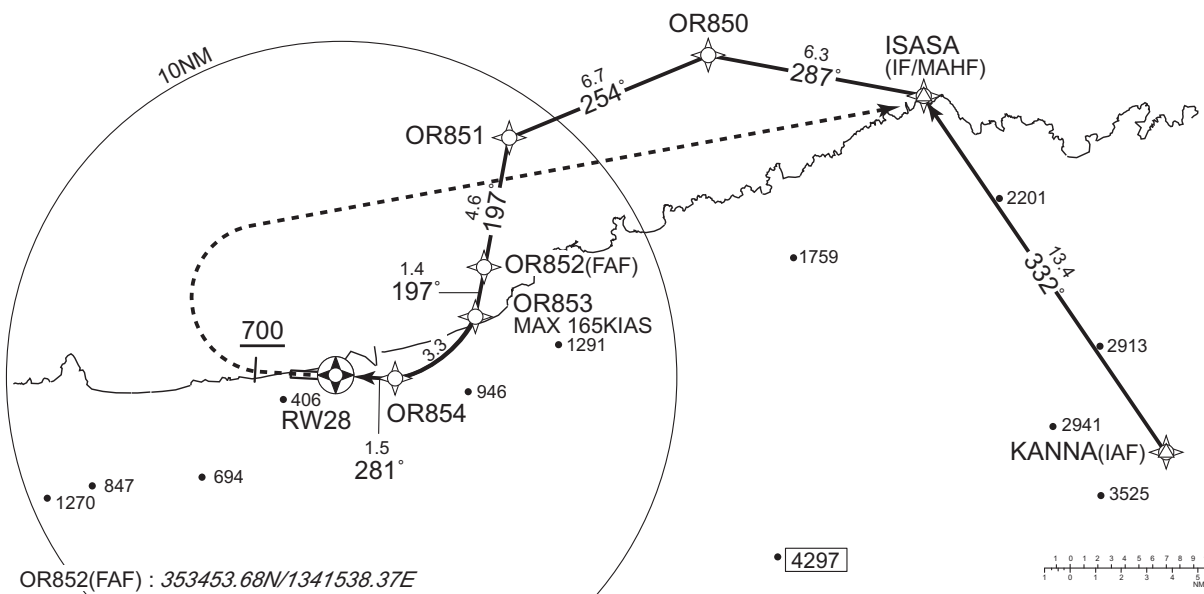 10NM
OR850
6.3
287°
ISASA
(IF/MAHF)
6.7
254°
OR851
4.6
197°
2201
OR852(FAF)
1.4
197°
1759
13.4
332°
OR853
MAX 165KIAS
1291
700
3.3
2913
406
RW28
OR854
946
1.5
281°
2941
KANNA(IAF)
694
847
1270
3525
4297
OR852(FAF) : 353453.68N/1341538.37E
1 0 1 2 3 4 5 6 7 8 9
1 0 1 2 3 4 5
NM